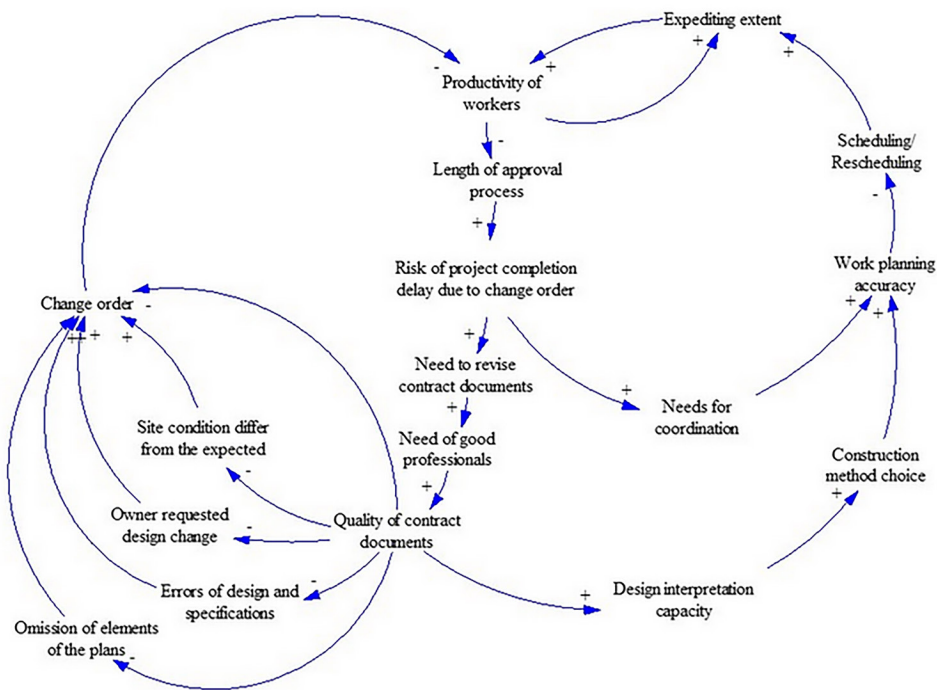 Expediting extent
+
+
-
+
+
Productivity of
workers
-
Scheduling/
Rescheduling
Length of approval
process
-
+
Risk of project completion
delay due to change order
Work planning
accuracy
+
+
Change order
-
+
+
+
+
+
Need to revise
contract documents
+
+
Needs for
coordination
Site condition differ
from the expected
Need of good
professionals
-
+
Construction
method choice
+
Owner requested
design change
-
Quality of contract
documents
Errors of design and
specifications
-
+
Design interpretation
capacity
Omission of elements
of the plans
-